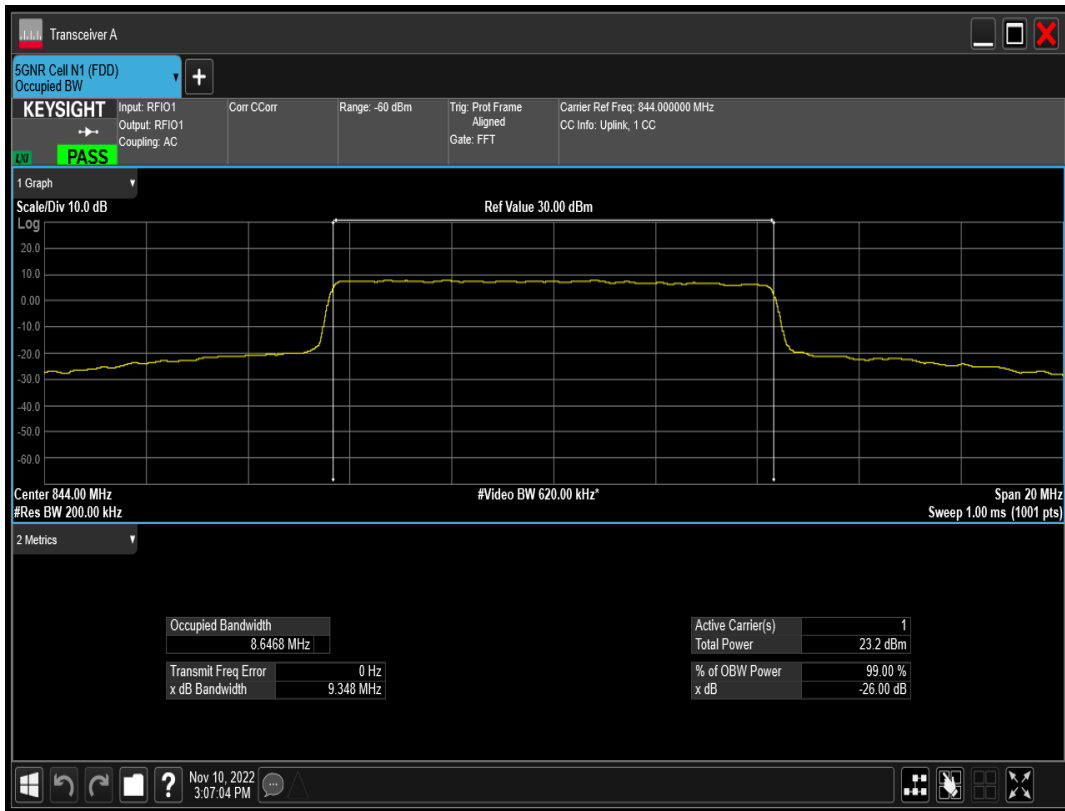 Transceiver A
5GNR Cell N1 (FDD)
Occupied BW
KEYSIGHT
LXI
PASS
Input: RFIO1
Output: RFIO1
Coupling: AC
Corr CCorr
Range: -60 dBm
Trig: Prot Frame
Aligned
Gate: FFT
Carrier Ref Freq: 844.000000 MHz
CC Info: Uplink, 1 CC
1 Graph
Scale/Div 10.0 dB
Ref Value 30.00 dBm
Log
20.0
10.0
0.00
-10.0
-20.0
-30.0
-40.0
-50.0
-60.0
Center 844.00 MHz
#Video BW 620.00 kHz*
Span 20 MHz
#Res BW 200.00 kHz
Sweep 1.00 ms (1001 pts)
2 Metrics
Occupied Bandwidth
8.6468 MHz
Transmit Freq Error 0 Hz
x dB Bandwidth 9.348 MHz
Active Carrier(s) 1
Total Power 23.2 dBm
% of OBW Power 99.00 %
x dB -26.00 dB
?
Nov 10, 2022
3:07:04 PM